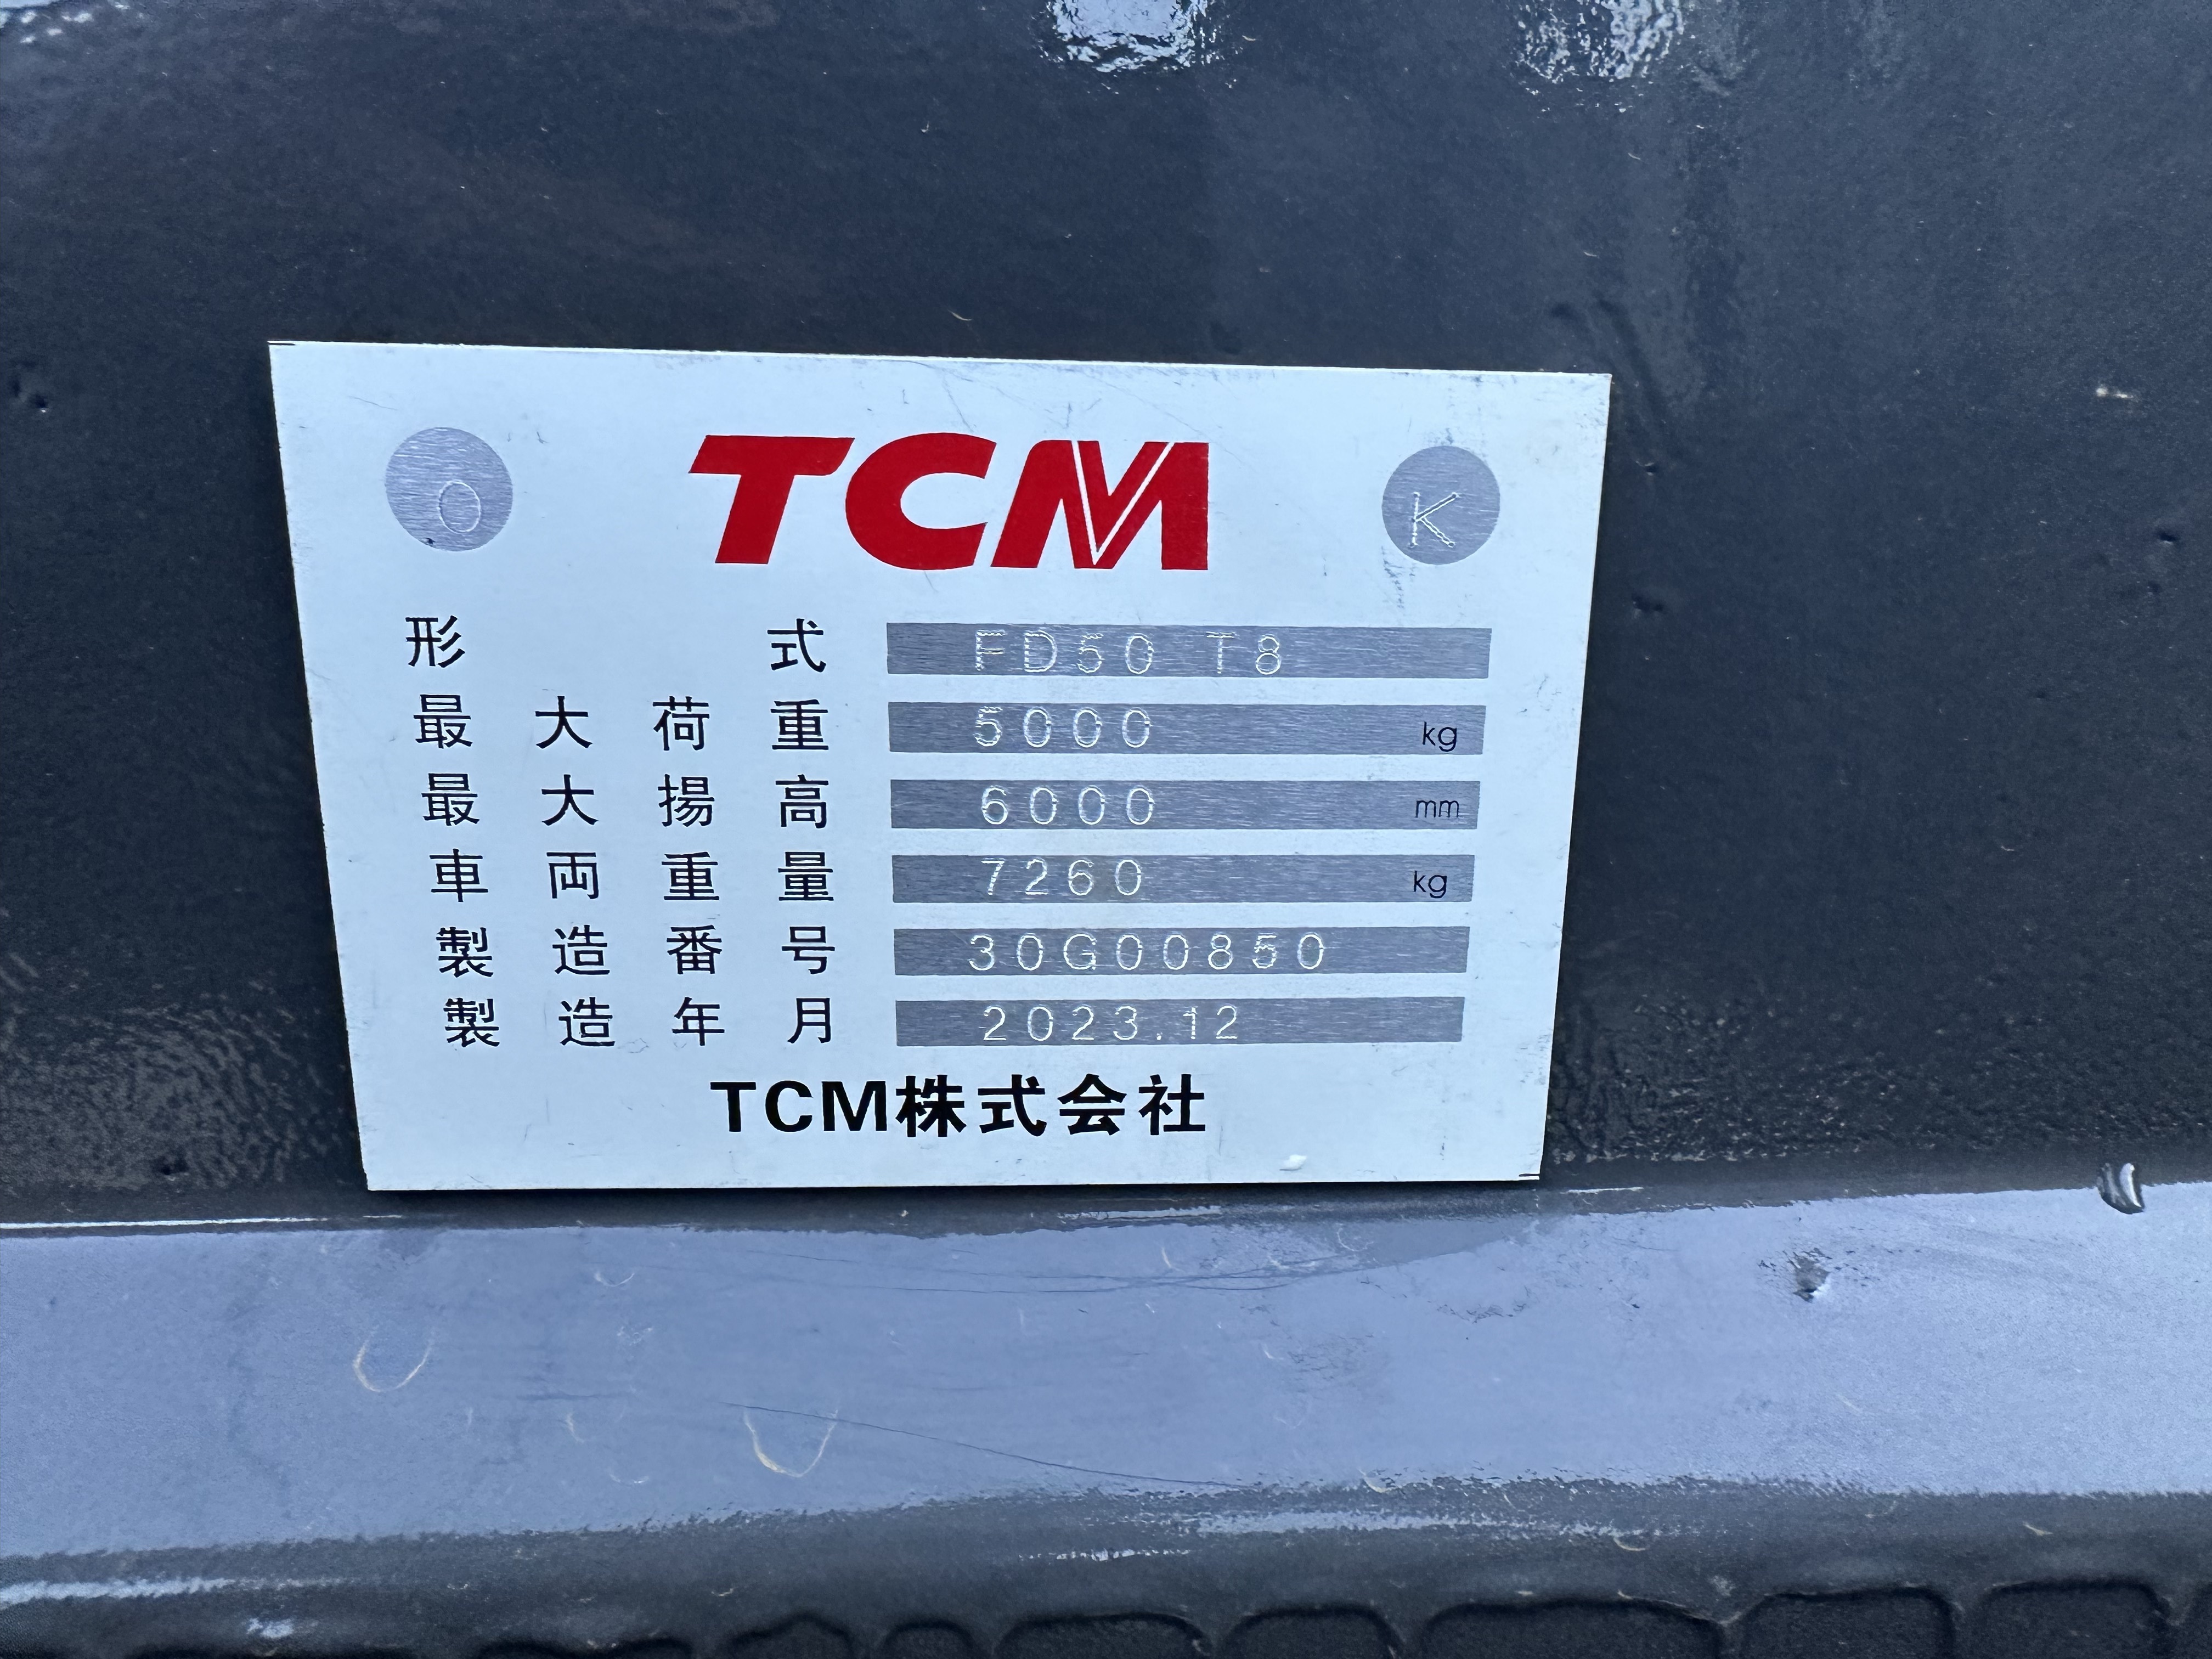 O TCM K
形式 FD50 T8
最大荷重 5000 kg
最大揚高 6000 mm
車両重量 7260 kg
製造番号 30G00850
製造年月 2023.12
TCM株式会社